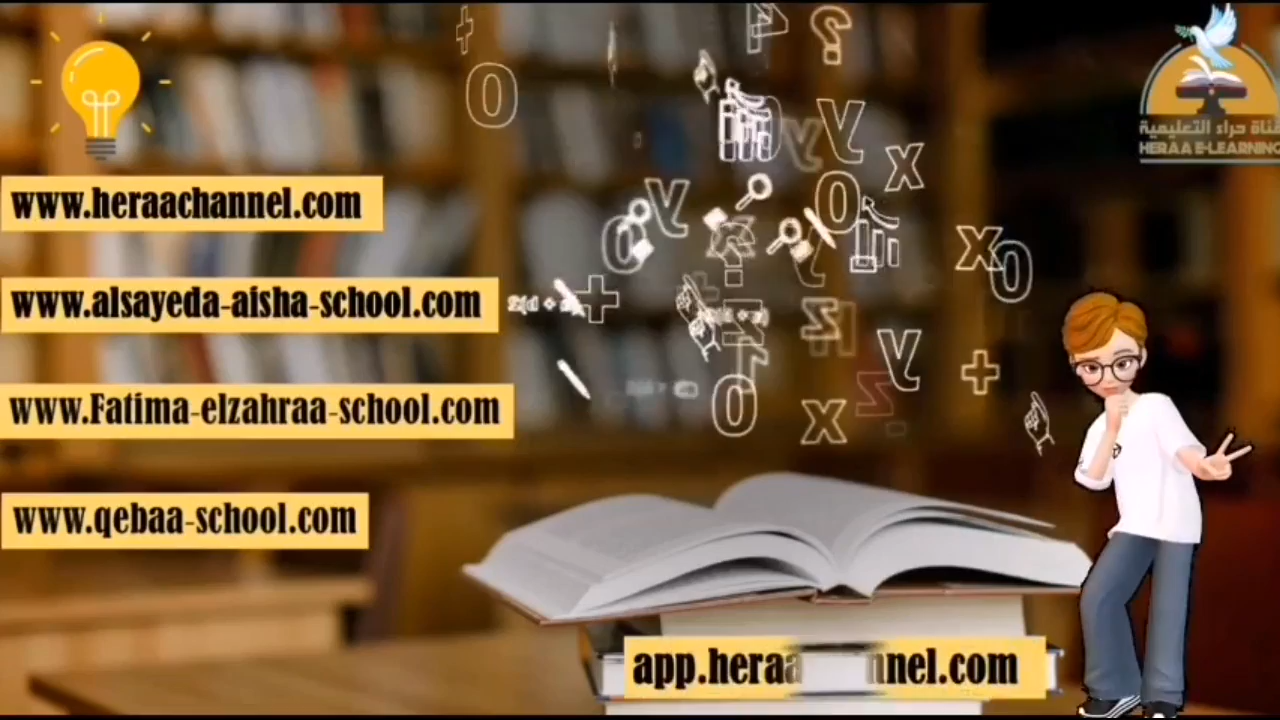 قناة حراء التعليمية
HERAA E-LEARNING
www.heraachannel.com
www.alsayeda-aisha-school.com
www.Fatima-elzahraa-school.com
www.qebaa-school.com